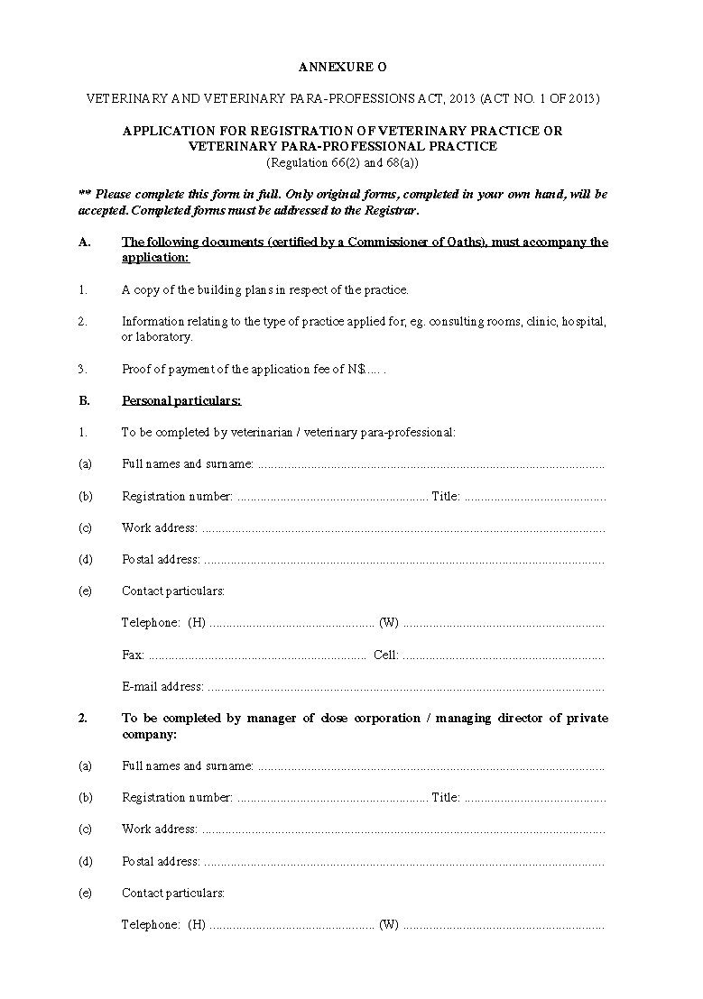 ANNEXURE O
VETERINARY AND VETERINARY PARA-PROFESSIONS ACT, 2013 (ACT NO. 1 OF 2013)
APPLICATION FOR REGISTRATION OF VETERINARY PRACTICE OR
VETERINARY PARA-PROFESSIONAL PRACTICE
(Regulation 66(2) and 68(a))
** Please complete this form in full. Only original forms, completed in your own hand, will be
accepted. Completed forms must be addressed to the Registrar.
A. The following documents (certified by a Commissioner of Oaths), must accompany the
application:
1. A copy of the building plans in respect of the practice.
2. Information relating to the type of practice applied for, eg. consulting rooms, clinic, hospital,
or laboratory.
3. Proof of payment of the application fee of N$..... .
B. Personal particulars:
1. To be completed by veterinarian / veterinary para-professional:
(a) Full names and surname: ........................................................................................................
(b) Registration number: ......................................................... Title: ...........................................
(c) Work address: .........................................................................................................................
(d) Postal address: ........................................................................................................................
(e) Contact particulars:
Telephone: (H) .................................................. (W) .............................................................
Fax: .................................................................. Cell: .............................................................
E-mail address: .......................................................................................................................
2. To be completed by manager of close corporation / managing director of private
company:
(a) Full names and surname: ........................................................................................................
(b) Registration number: ......................................................... Title: ...........................................
(c) Work address: .........................................................................................................................
(d) Postal address: ........................................................................................................................
(e) Contact particulars:
Telephone: (H) .................................................. (W) .............................................................